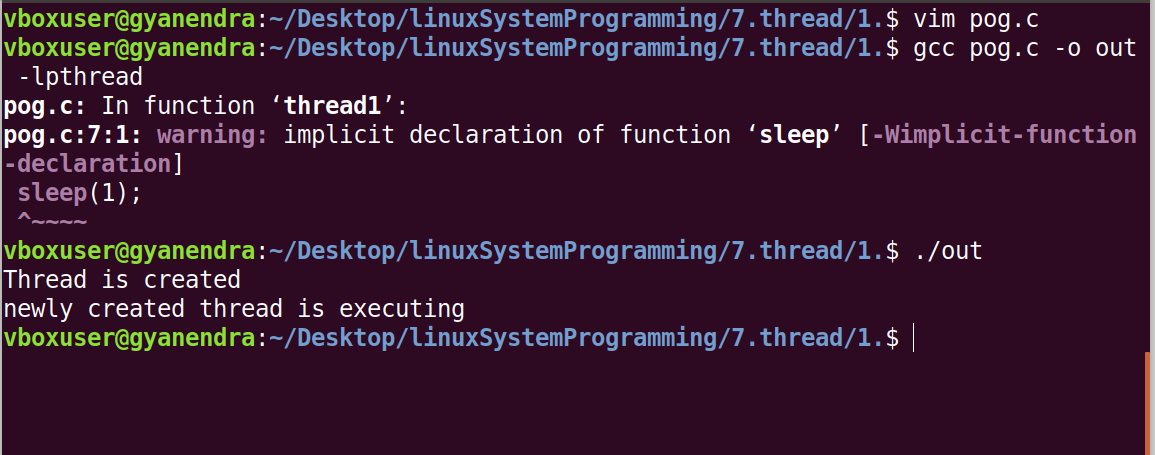 vboxuser@gyanendra:~/Desktop/linuxSystemProgramming/7.thread/1.$ vim pog.c
vboxuser@gyanendra:~/Desktop/linuxSystemProgramming/7.thread/1.$ gcc pog.c -o out
 -lpthread
pog.c: In function ‘thread1’:
pog.c:7:1: warning: implicit declaration of function ‘sleep’ [-Wimplicit-function
-declaration]
 sleep(1);
 ^~~~~
vboxuser@gyanendra:~/Desktop/linuxSystemProgramming/7.thread/1.$ ./out
Thread is created
newly created thread is executing
vboxuser@gyanendra:~/Desktop/linuxSystemProgramming/7.thread/1.$